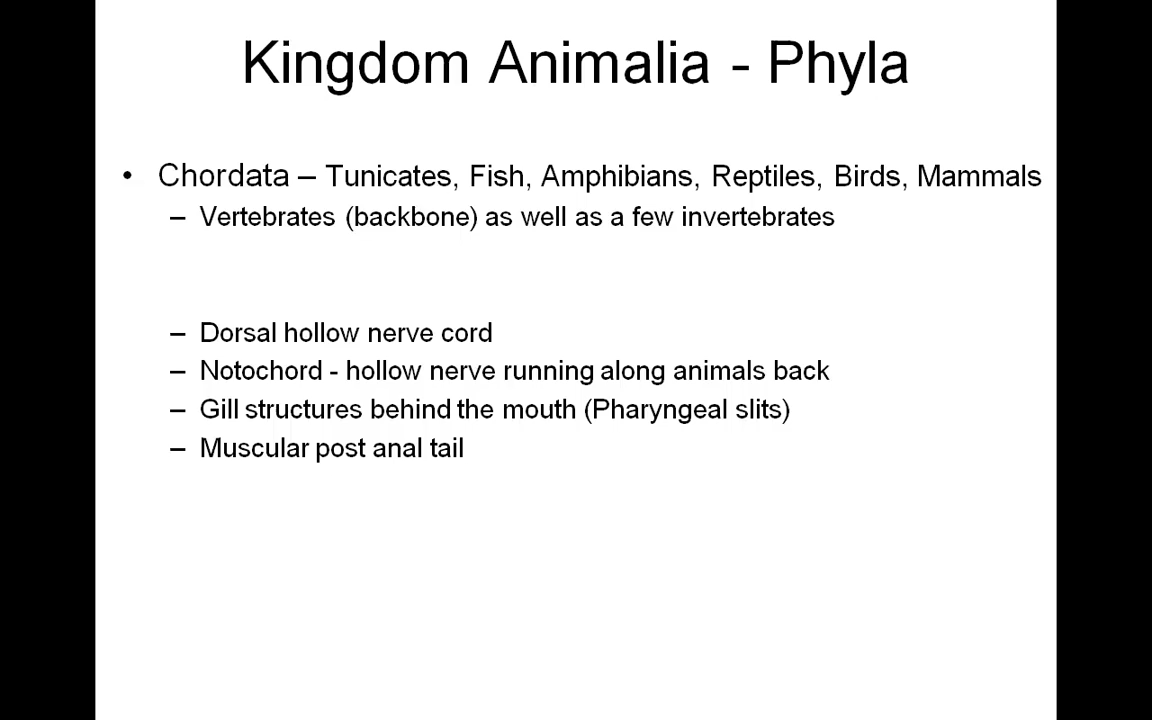 Kingdom Animalia - Phyla
• Chordata – Tunicates, Fish, Amphibians, Reptiles, Birds, Mammals
– Vertebrates (backbone) as well as a few invertebrates
– Dorsal hollow nerve cord
– Notochord - hollow nerve running along animals back
– Gill structures behind the mouth (Pharyngeal slits)
– Muscular post anal tail